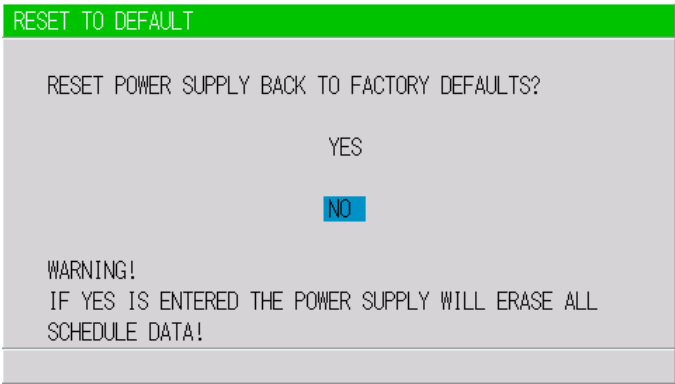 RESET TO DEFAULT
RESET POWER SUPPLY BACK TO FACTORY DEFAULTS?
YES
NO
WARNING!
IF YES IS ENTERED THE POWER SUPPLY WILL ERASE ALL
SCHEDULE DATA!